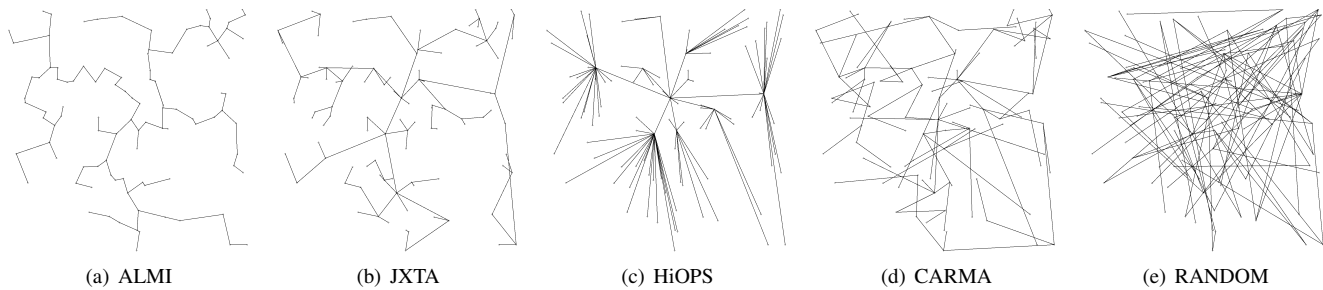 (a) ALMI
(b) JXTA
(c) HiOPS
(d) CARMA
(e) RANDOM